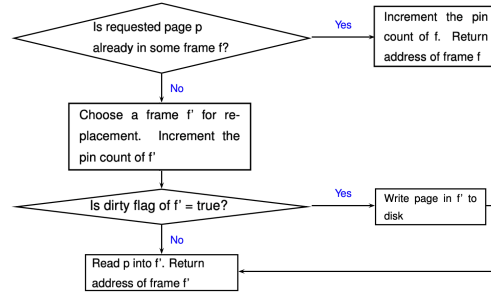 Is requested page p
already in some frame f?
Yes
Increment the pin
count of f. Return
address of frame f
No
Choose a frame f' for re-
placement. Increment the
pin count of f'
Is dirty flag of f' = true?
Yes
Write page in f' to
disk
No
Read p into f'. Return
address of frame f'